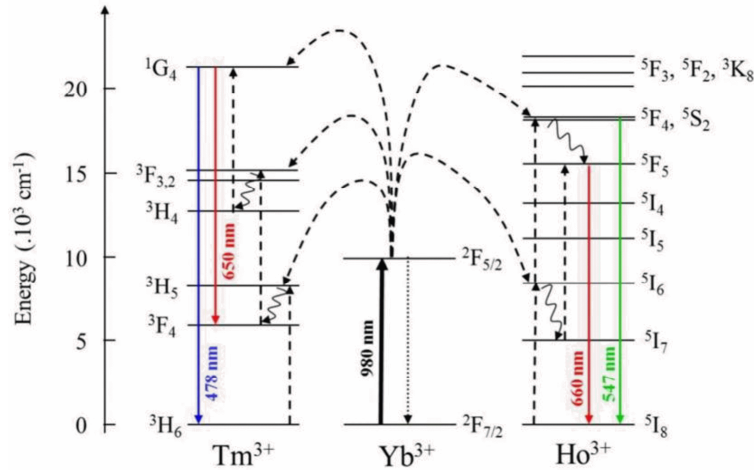 Energy (.10³ cm⁻¹)
20
15
10
5
0
¹G₄
³F₃,₂
³H₄
³H₅
³F₄
³H₆
478 nm
650 nm
Tm³⁺
²F₅/₂
980 nm
²F₇/₂
Yb³⁺
⁵F₃, ⁵F₂, ³K₈
⁵F₄, ⁵S₂
⁵F₅
⁵I₄
⁵I₅
⁵I₆
⁵I₇
⁵I₈
660 nm
547 nm
Ho³⁺